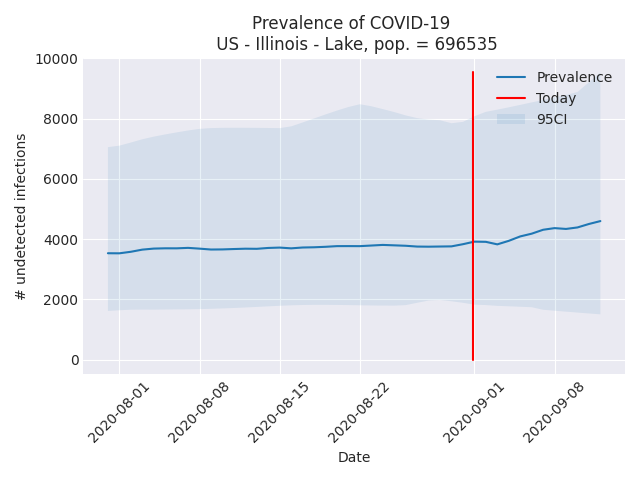 Prevalence of COVID-19
US - Illinois - Lake, pop. = 696535
10000
8000
6000
4000
2000
0
# undetected infections
Prevalence
Today
95CI
2020-08-01
2020-08-08
2020-08-15
2020-08-22
2020-09-01
2020-09-08
Date